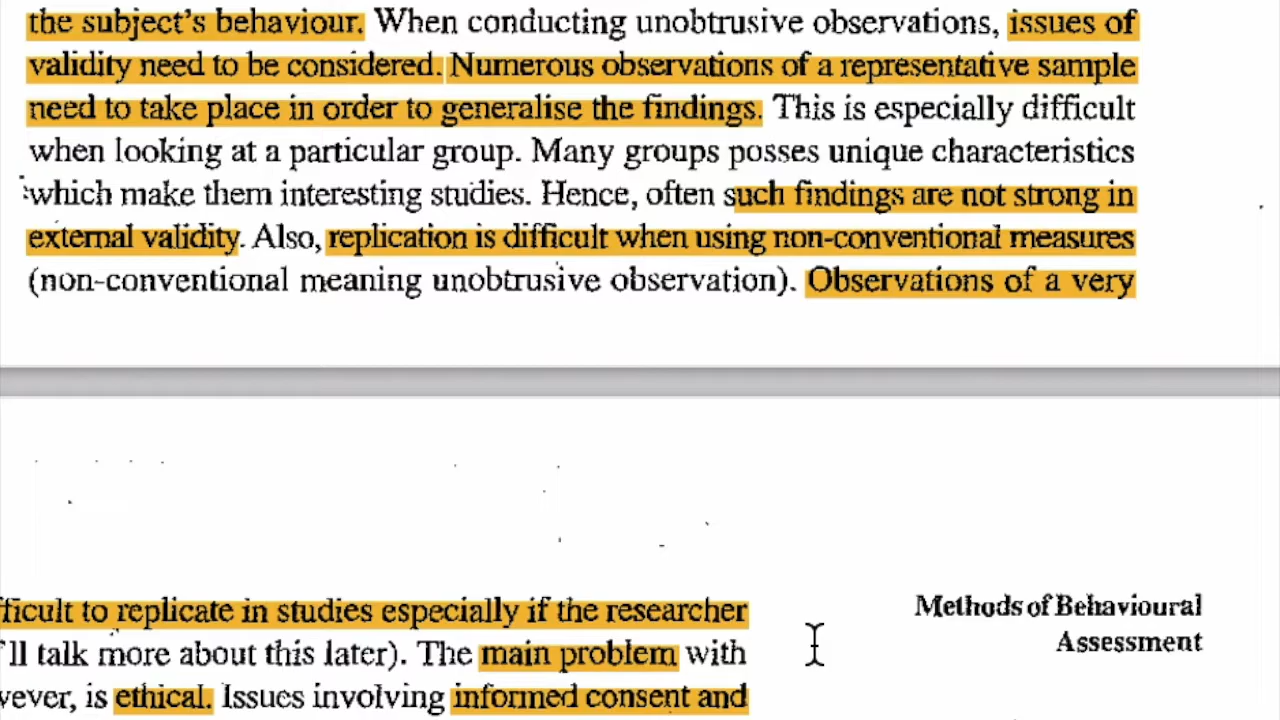 the subject's behaviour. When conducting unobtrusive observations, issues of
validity need to be considered. Numerous observations of a representative sample
need to take place in order to generalise the findings. This is especially difficult
when looking at a particular group. Many groups posses unique characteristics
which make them interesting studies. Hence, often such findings are not strong in
external validity. Also, replication is difficult when using non-conventional measures
(non-conventional meaning unobtrusive observation). Observations of a very
fficult to replicate in studies especially if the researcher
'll talk more about this later). The main problem with
wever, is ethical. Issues involving informed consent and
Methods of Behavioural
Assessment